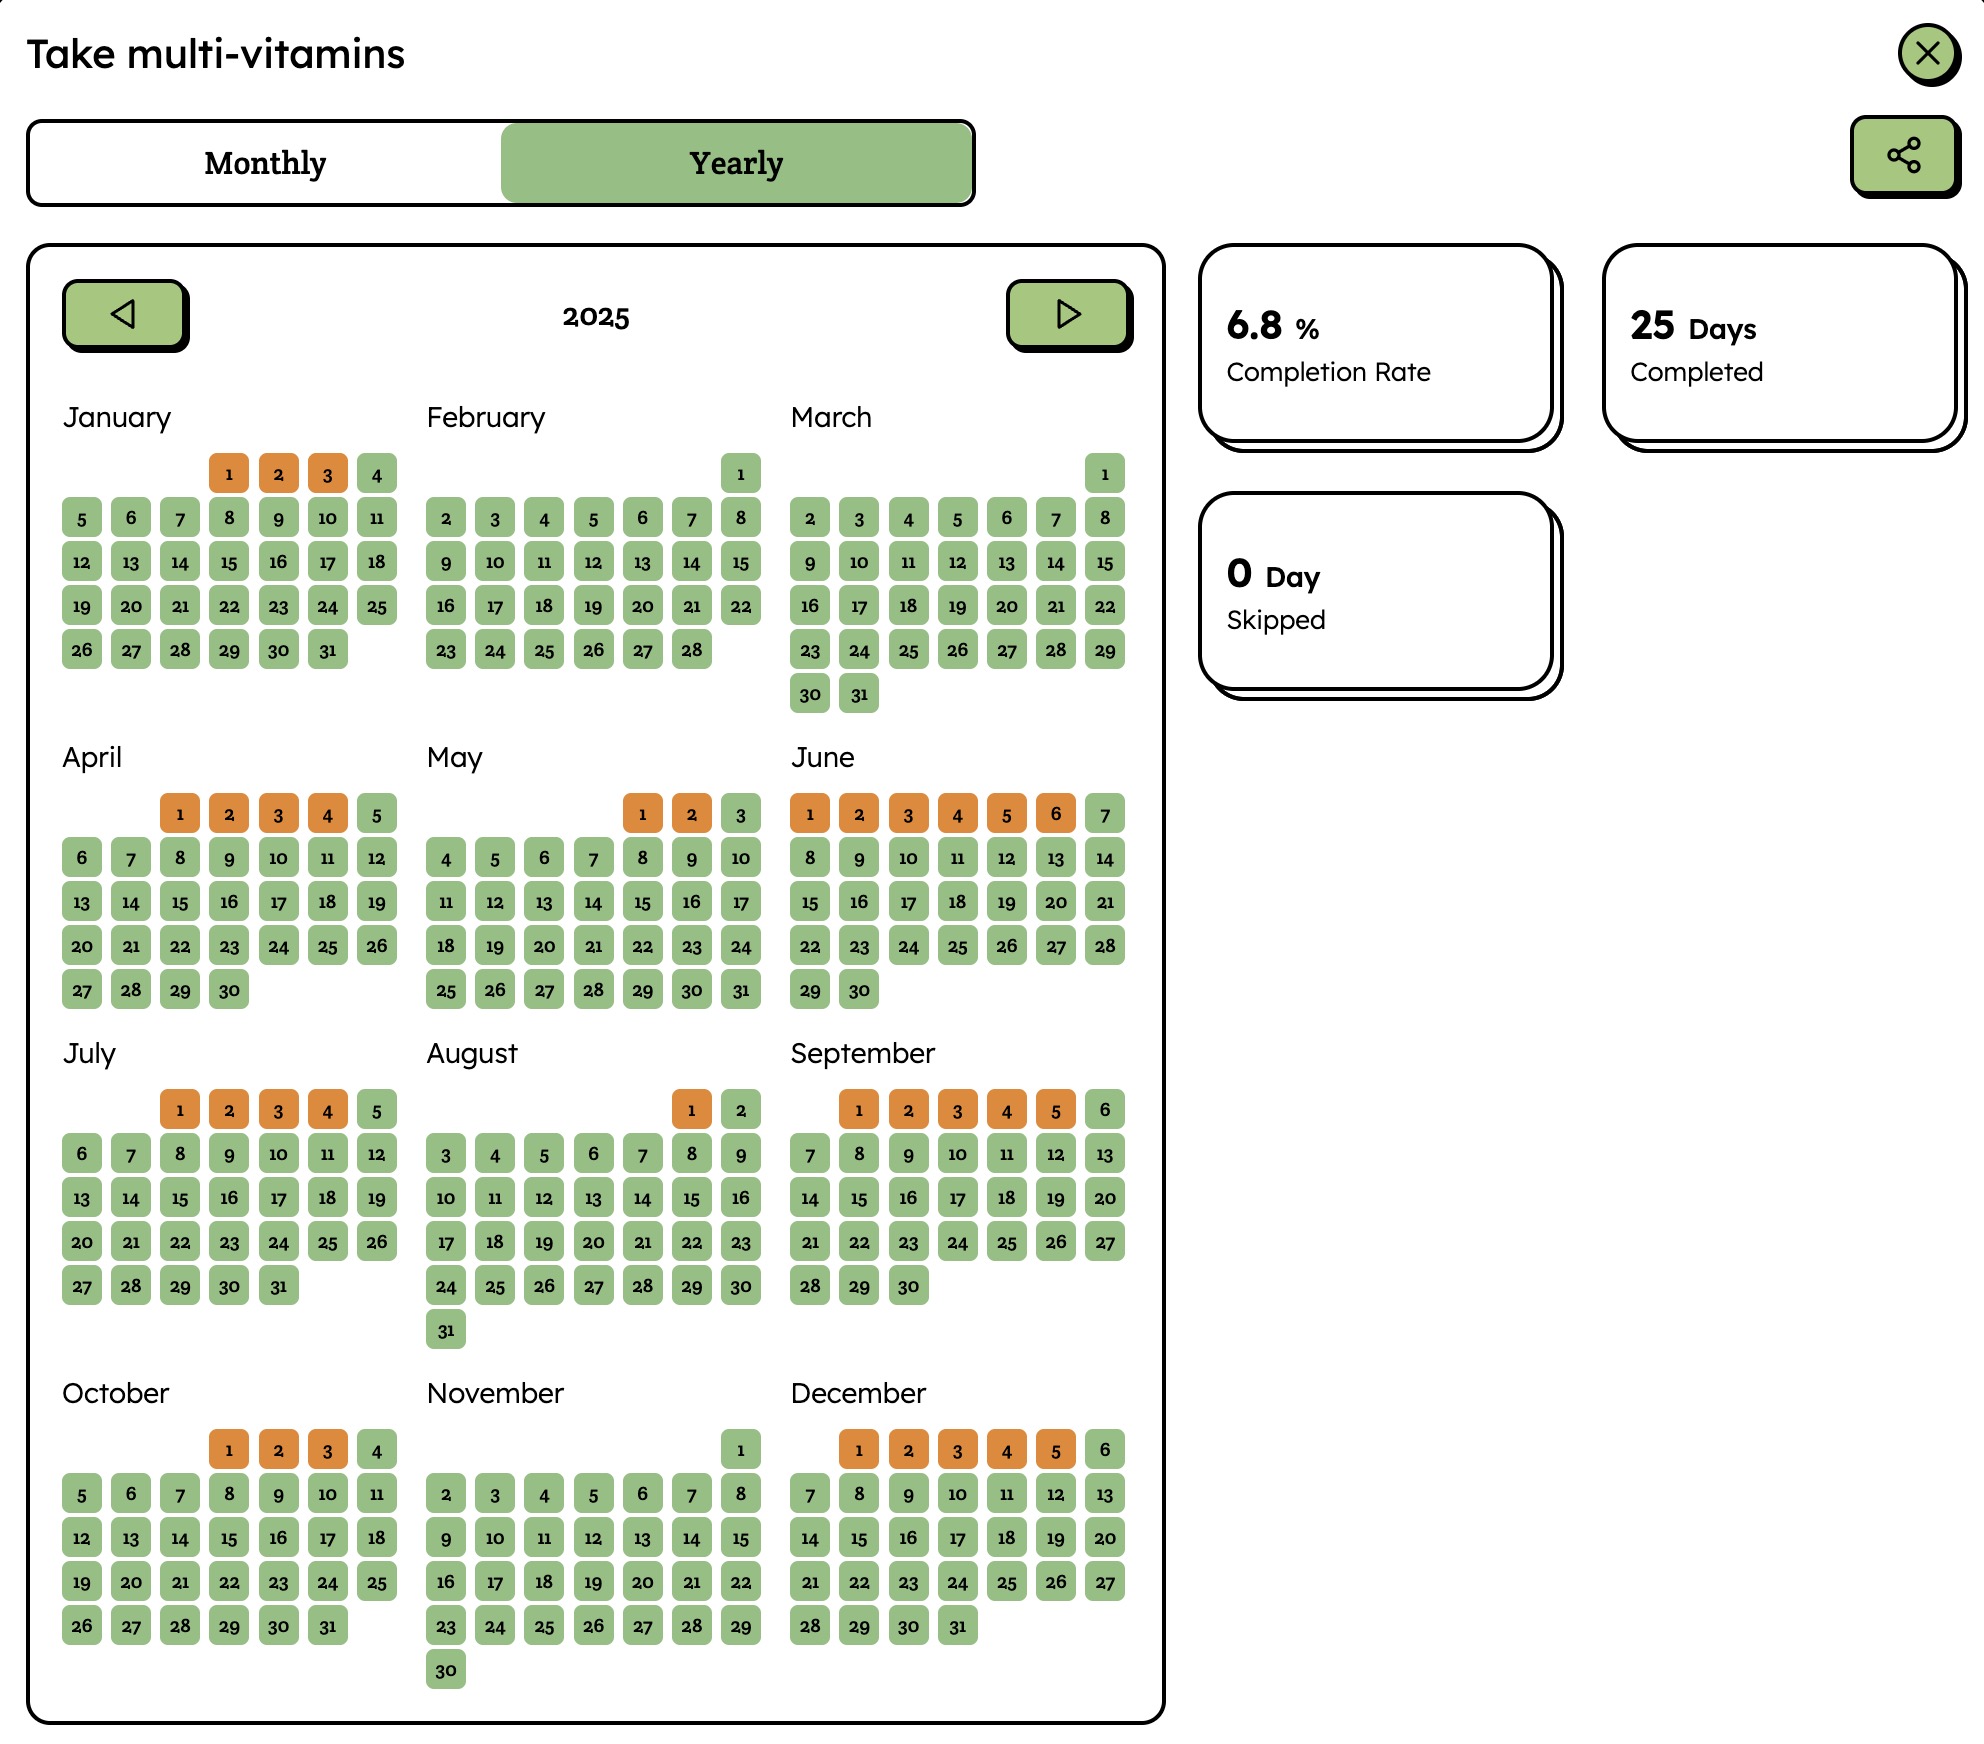 Take multi-vitamins
Monthly
Yearly
2025
6.8 %
Completion Rate
25 Days
Completed
0 Day
Skipped
January
1 2 3 4
5 6 7 8 9 10 11
12 13 14 15 16 17 18
19 20 21 22 23 24 25
26 27 28 29 30 31
February
1
2 3 4 5 6 7 8
9 10 11 12 13 14 15
16 17 18 19 20 21 22
23 24 25 26 27 28
March
1
2 3 4 5 6 7 8
9 10 11 12 13 14 15
16 17 18 19 20 21 22
23 24 25 26 27 28 29
30 31
April
1 2 3 4 5
6 7 8 9 10 11 12
13 14 15 16 17 18 19
20 21 22 23 24 25 26
27 28 29 30
May
1 2 3
4 5 6 7 8 9 10
11 12 13 14 15 16 17
18 19 20 21 22 23 24
25 26 27 28 29 30 31
June
1 2 3 4 5 6 7
8 9 10 11 12 13 14
15 16 17 18 19 20 21
22 23 24 25 26 27 28
29 30
July
1 2 3 4 5
6 7 8 9 10 11 12
13 14 15 16 17 18 19
20 21 22 23 24 25 26
27 28 29 30 31
August
1 2
3 4 5 6 7 8 9
10 11 12 13 14 15 16
17 18 19 20 21 22 23
24 25 26 27 28 29 30
31
September
1 2 3 4 5 6
7 8 9 10 11 12 13
14 15 16 17 18 19 20
21 22 23 24 25 26 27
28 29 30
October
1 2 3 4
5 6 7 8 9 10 11
12 13 14 15 16 17 18
19 20 21 22 23 24 25
26 27 28 29 30 31
November
1
2 3 4 5 6 7 8
9 10 11 12 13 14 15
16 17 18 19 20 21 22
23 24 25 26 27 28 29
30
December
1 2 3 4 5 6
7 8 9 10 11 12 13
14 15 16 17 18 19 20
21 22 23 24 25 26 27
28 29 30 31